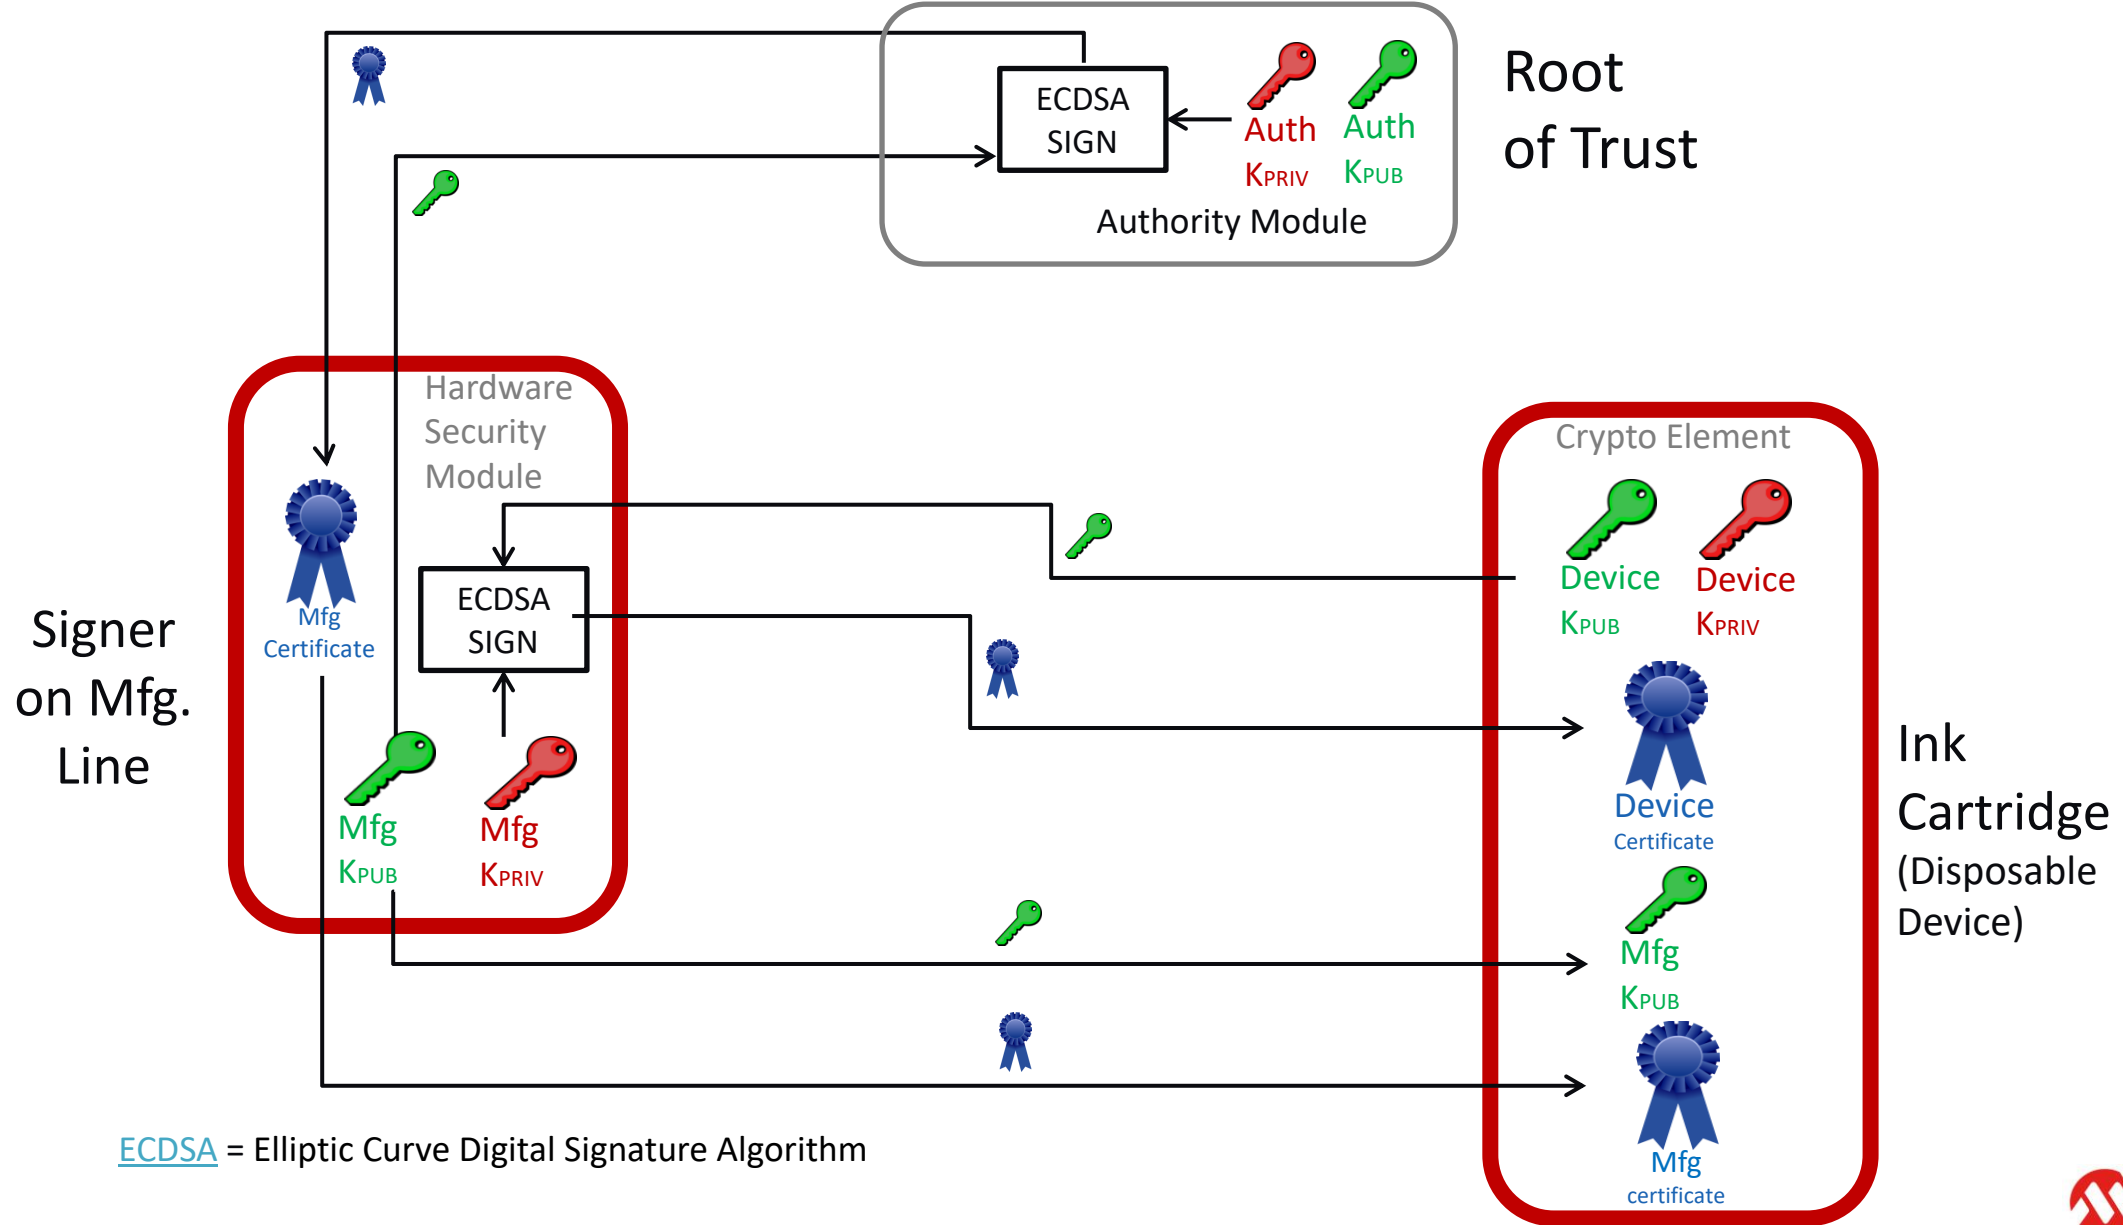 Root
of Trust
ECDSA
SIGN
Auth
KPRIV
Auth
KPUB
Authority Module
Hardware
Security
Module
Mfg
Certificate
ECDSA
SIGN
Mfg
KPUB
Mfg
KPRIV
Signer
on Mfg.
Line
Crypto Element
Device
KPUB
Device
KPRIV
Device
Certificate
Mfg
KPUB
Mfg
certificate
Ink
Cartridge
(Disposable
Device)
ECDSA = Elliptic Curve Digital Signature Algorithm